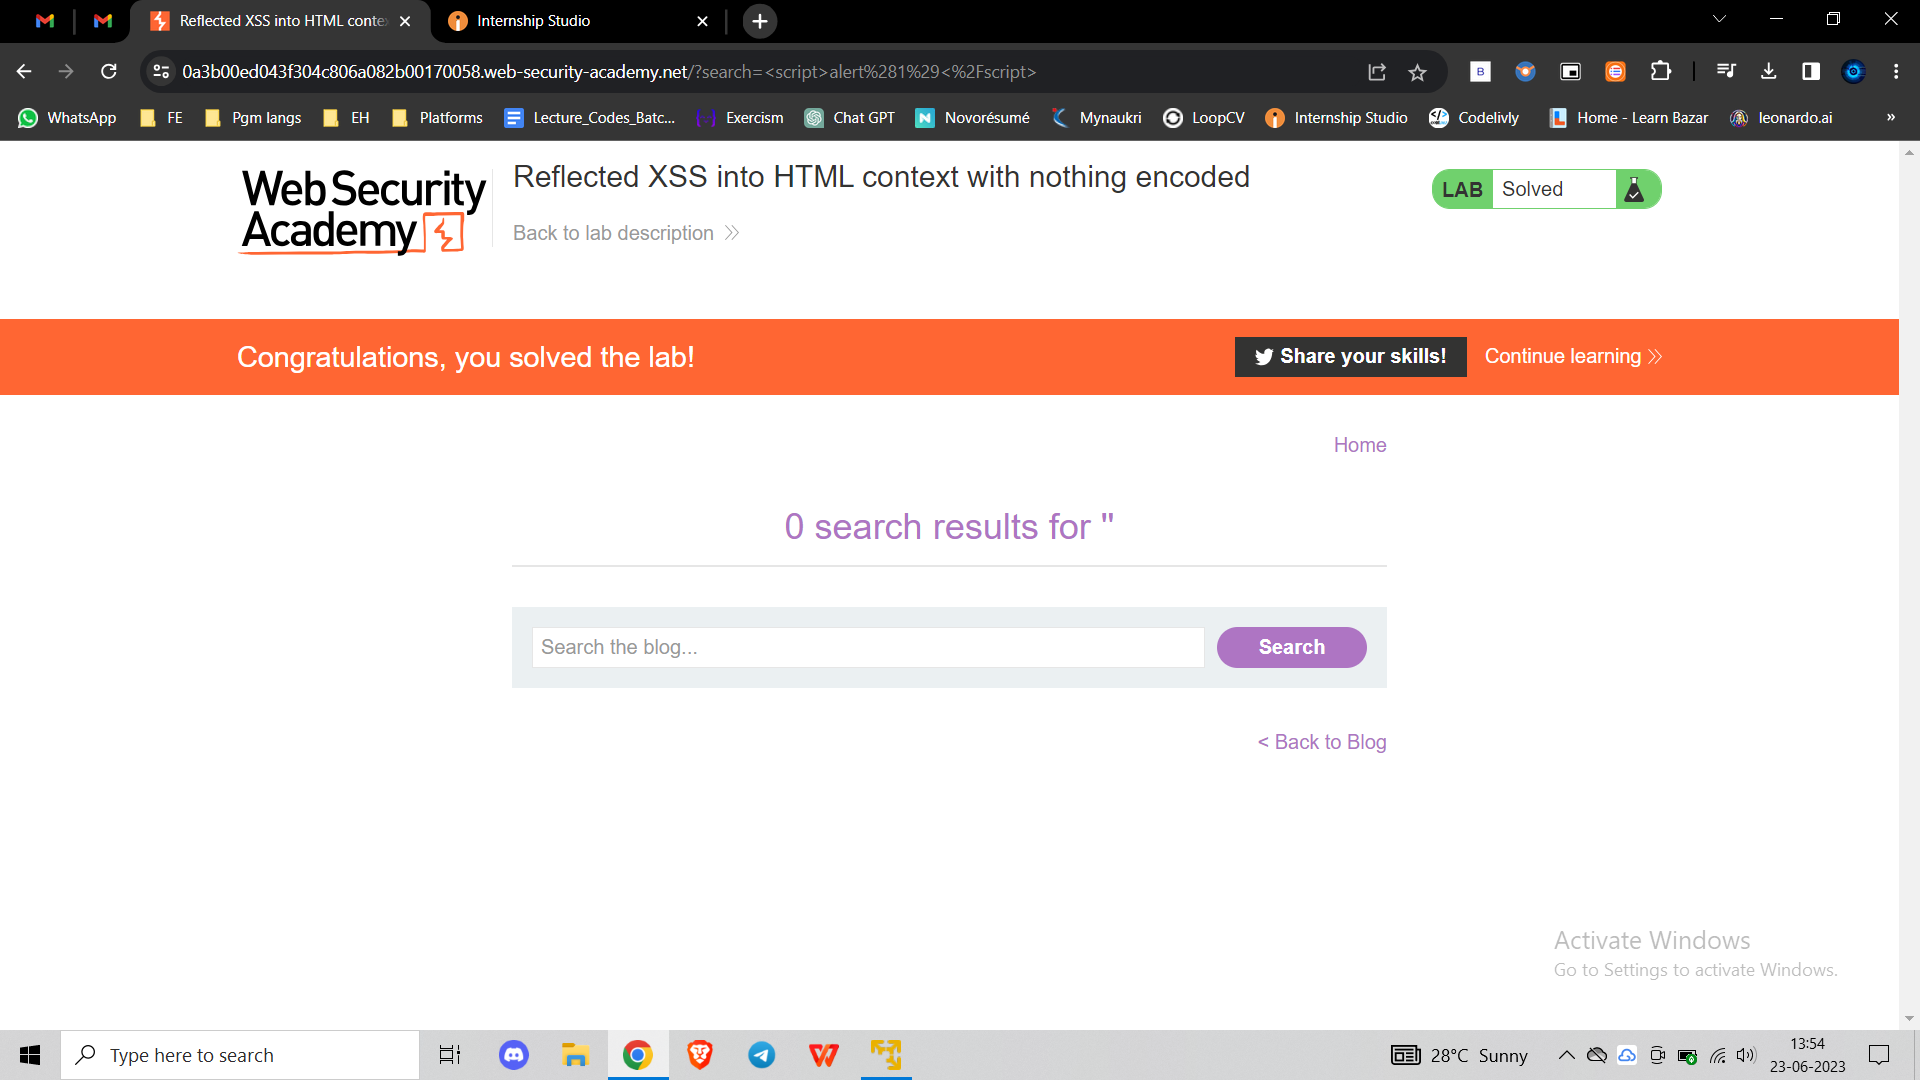 Reflected XSS into HTML conte
Internship Studio
0a3b00ed043f304c806a082b00170058.web-security-academy.net/?search=<script>alert%281%29<%2Fscript>
B
WhatsApp FE Pgm langs EH Platforms Lecture_Codes_Batc... Exercism Chat GPT Novorésumé Mynaukri LoopCV Internship Studio Codelivly Home - Learn Bazar leonardo.ai »
WebSecurity
Academy
Reflected XSS into HTML context with nothing encoded
Back to lab description
LAB Solved
Congratulations, you solved the lab!
Share your skills!
Continue learning
Home
0 search results for ''
Search the blog...
Search
< Back to Blog
Activate Windows
Go to Settings to activate Windows.
Type here to search
28°C Sunny
13:54
23-06-2023